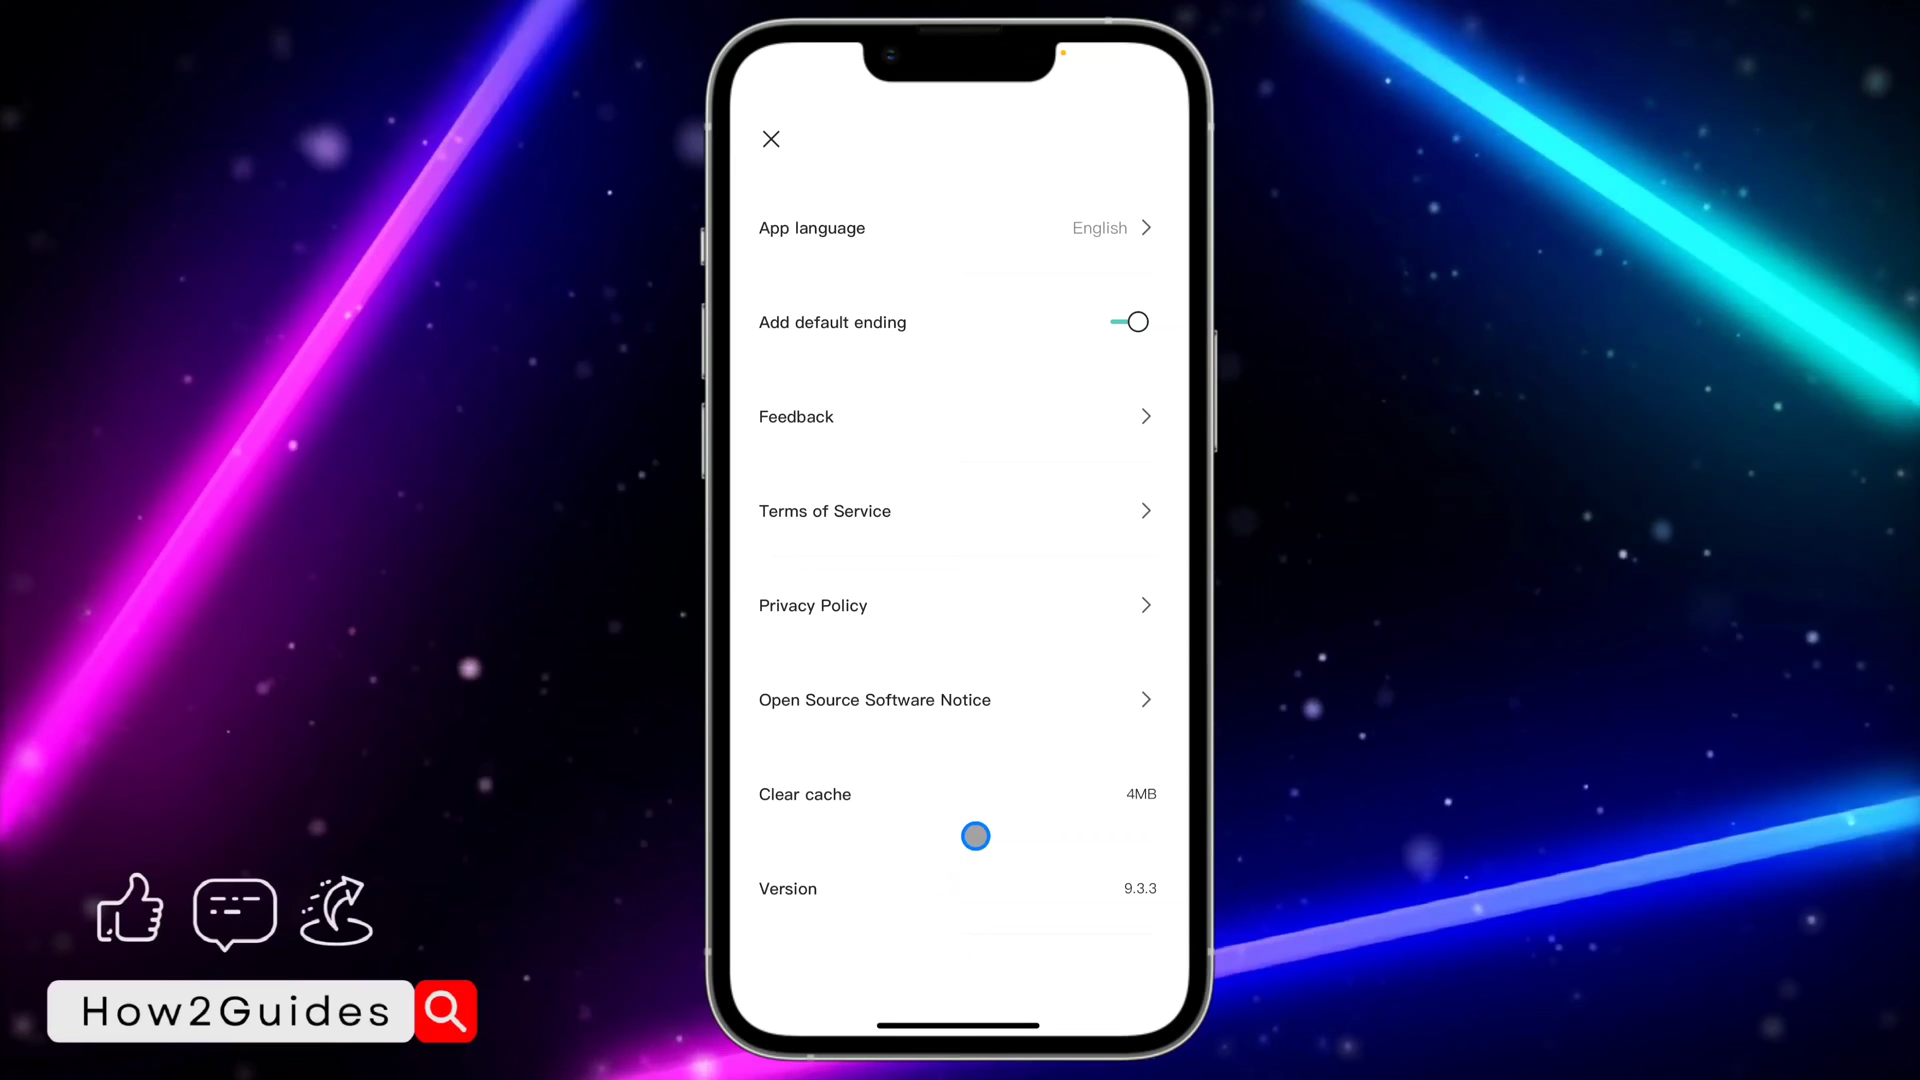 App language English
Add default ending
Feedback
Terms of Service
Privacy Policy
Open Source Software Notice
Clear cache 4MB
Version 9.3.3
How2Guides